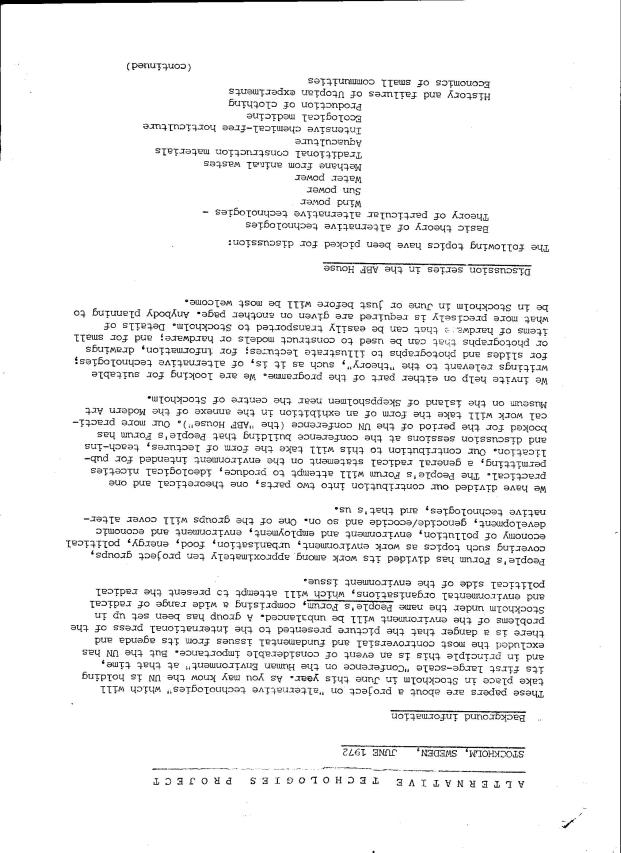 A L T E R N A T I V E   T E C H O L O G I E S   P R O J E C T
STOCKHOLM, SWEDEN,   JUNE 1972
Background information
These papers are about a project on "alternative technologies" which will
take place in Stockholm in June this year. As you may know the UN is holding
its first large-scale "Conference on the Human Environment" at that time,
and in principle this is an event of considerable importance. But the UN has
excluded the most controversial and fundamental issues from its agenda and
there is a danger that the picture presented to the international press of the
problems of the environment will be unbalanced. A group has been set up in
Stockholm under the name People's Forum, comprising a wide range of radical
and environmental organisations, which will attempt to present the radical
political side of the environment issue.
People's Forum has divided its work among approximately ten project groups,
covering such topics as work environment, urbanisation, food, energy, political
economy of pollution, environment and employment, environment and economic
development, genocide/ecocide and so on. One of the groups will cover alter-
native technologies, and that's us.
We have divided our contribution into two parts, one theoretical and one
practical. The People's Forum will attempt to produce, ideological niceties
permitting, a general radical statement on the environment intended for pub-
lication. Our contribution to this will take the form of lectures, teach-ins
and discussion sessions at the conference building that People's Forum has
booked for the period of the UN conference (the "ABF House"). Our more practi-
cal work will take the form of an exhibition in the annexe of the Modern Art
Museum on the island of Skeppsholmen near the centre of Stockholm.
We invite help on either part of the programme. We are looking for suitable
writings relevant to the "theory", such as it is, of alternative technologies;
for slides and photographs to illustrate lectures; for information, drawings
or photographs that can be used to construct models or hardware; and for small
items of hardware that can be easily transported to Stockholm. Details of
what more precisely is required are given on another page. Anybody planning to
be in Stockholm in June or just before will be most welcome.
Discussion series in the ABF House
The following topics have been picked for discussion:
Basic theory of alternative technologies
Theory of particular alternative technologies -
Wind power
Sun power
Water power
Methane from animal wastes
Traditional construction materials
Aquaculture
Intensive chemical-free horticulture
Ecological medicine
Production of clothing
History and failures of Utopian experiments
Economics of small communities
(continued)